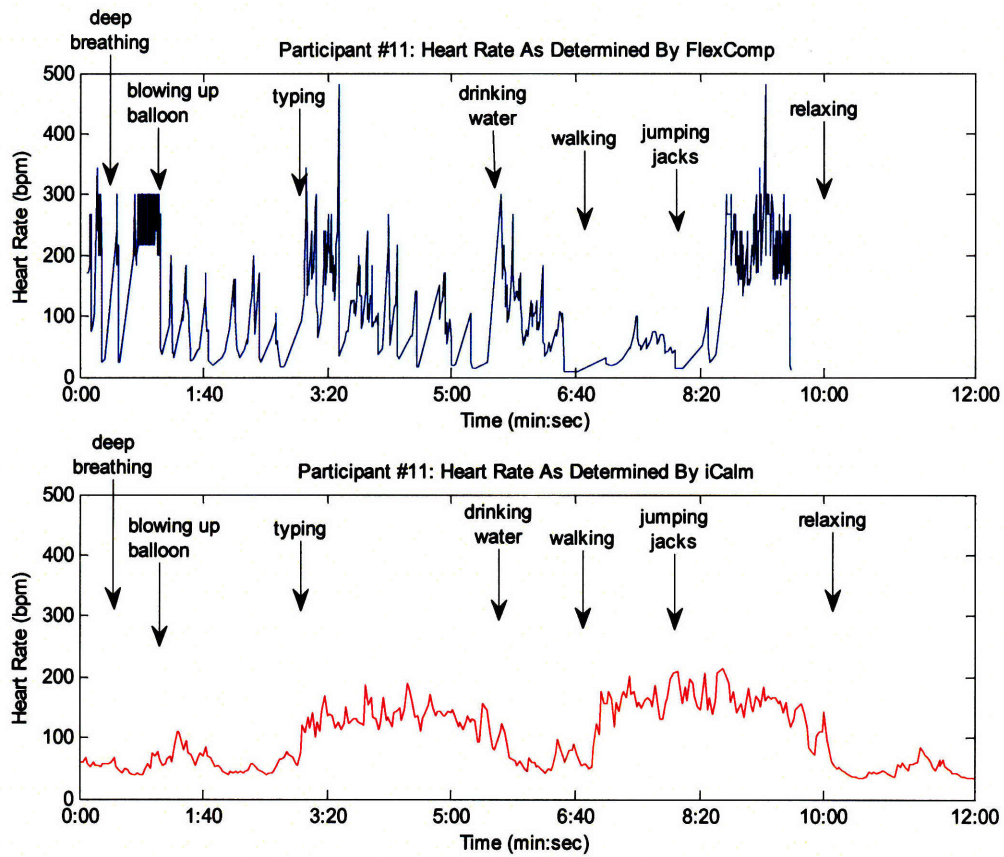 deep
breathing
Participant #11: Heart Rate As Determined By FlexComp
blowing up
balloon
typing
drinking
water
walking
jumping
jacks
relaxing
500
400
300
200
100
0
Heart Rate (bpm)
0:00 1:40 3:20 5:00 6:40 8:20 10:00 12:00
Time (min:sec)
deep
breathing
Participant #11: Heart Rate As Determined By iCalm
blowing up
balloon
typing
drinking
water
walking
jumping
jacks
relaxing
500
400
300
200
100
0
Heart Rate (bpm)
0:00 1:40 3:20 5:00 6:40 8:20 10:00 12:00
Time (min:sec)